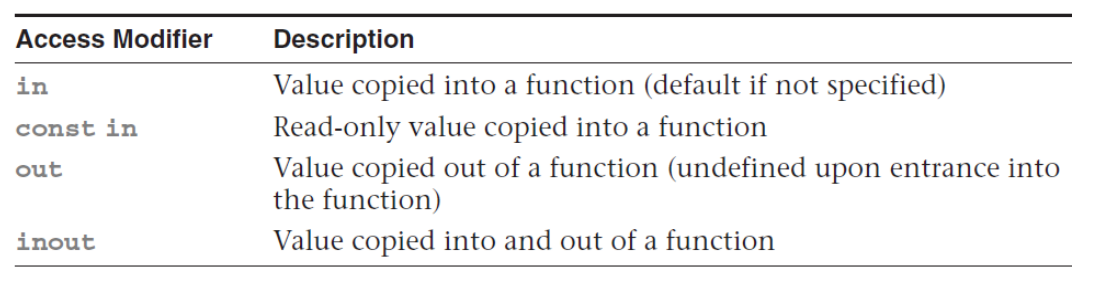 Access Modifier Description
in Value copied into a function (default if not specified)
const in Read-only value copied into a function
out Value copied out of a function (undefined upon entrance into
the function)
inout Value copied into and out of a function